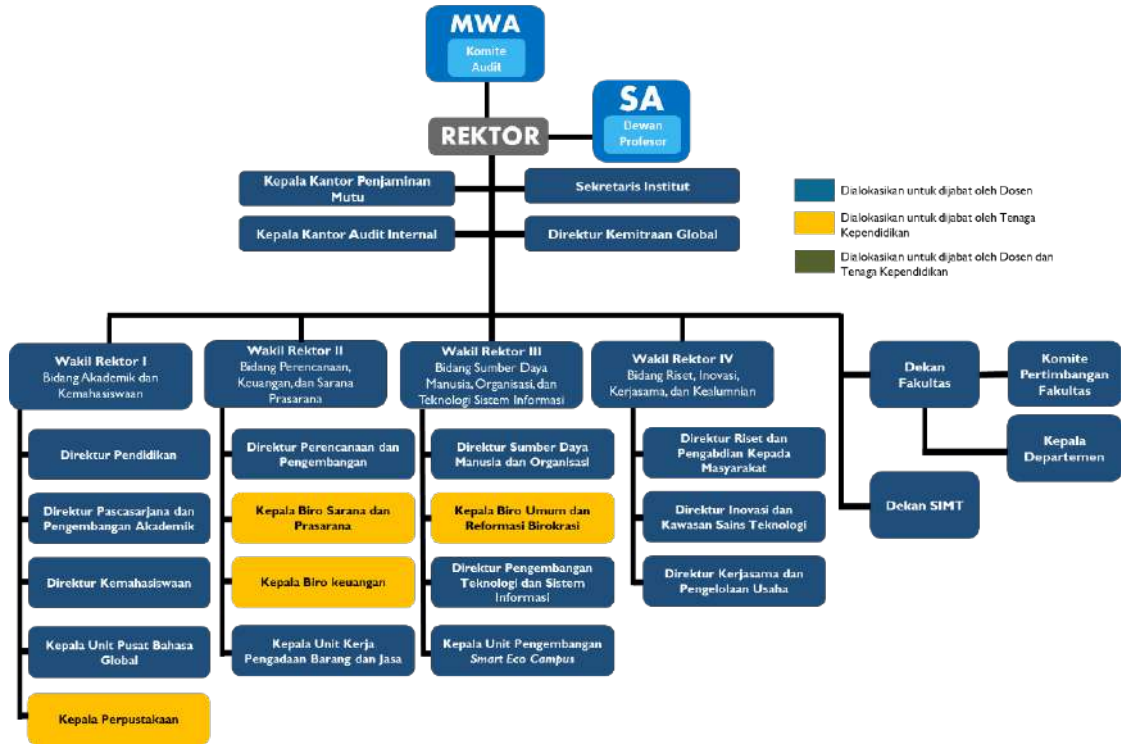 MWA
Komite
Audit
SA
Dewan
Profesor
REKTOR
Kepala Kantor Penjaminan
Mutu
Sekretaris Institut
Kepala Kantor Audit Internal
Direktur Kemitraan Global
Dialokasikan untuk dijabat oleh Dosen
Dialokasikan untuk dijabat oleh Tenaga
Kependidikan
Dialokasikan untuk dijabat oleh Dosen dan
Tenaga Kependidikan
Wakil Rektor I
Bidang Akademik dan
Kemahasiswaan
Wakil Rektor II
Bidang Perencanaan,
Keuangan, dan Sarana
Prasarana
Wakil Rektor III
Bidang Sumber Daya
Manusia, Organisasi, dan
Teknologi Sistem Informasi
Wakil Rektor IV
Bidang Riset, Inovasi,
Kerjasama, dan Kealumnian
Dekan
Fakultas
Komite
Pertimbangan
Fakultas
Kepala
Departemen
Dekan SIMT
Direktur Pendidikan
Direktur Pascasarjana dan
Pengembangan Akademik
Direktur Kemahasiswaan
Kepala Unit Pusat Bahasa
Global
Kepala Perpustakaan
Direktur Perencanaan dan
Pengembangan
Kepala Biro Sarana dan
Prasarana
Kepala Biro keuangan
Kepala Unit Kerja
Pengadaan Barang dan Jasa
Direktur Sumber Daya
Manusia dan Organisasi
Kepala Biro Umum dan
Reformasi Birokrasi
Direktur Pengembangan
Teknologi dan Sistem
Informasi
Kepala Unit Pengembangan
Smart Eco Campus
Direktur Riset dan
Pengabdian Kepada
Masyarakat
Direktur Inovasi dan
Kawasan Sains Teknologi
Direktur Kerjasama dan
Pengelolaan Usaha